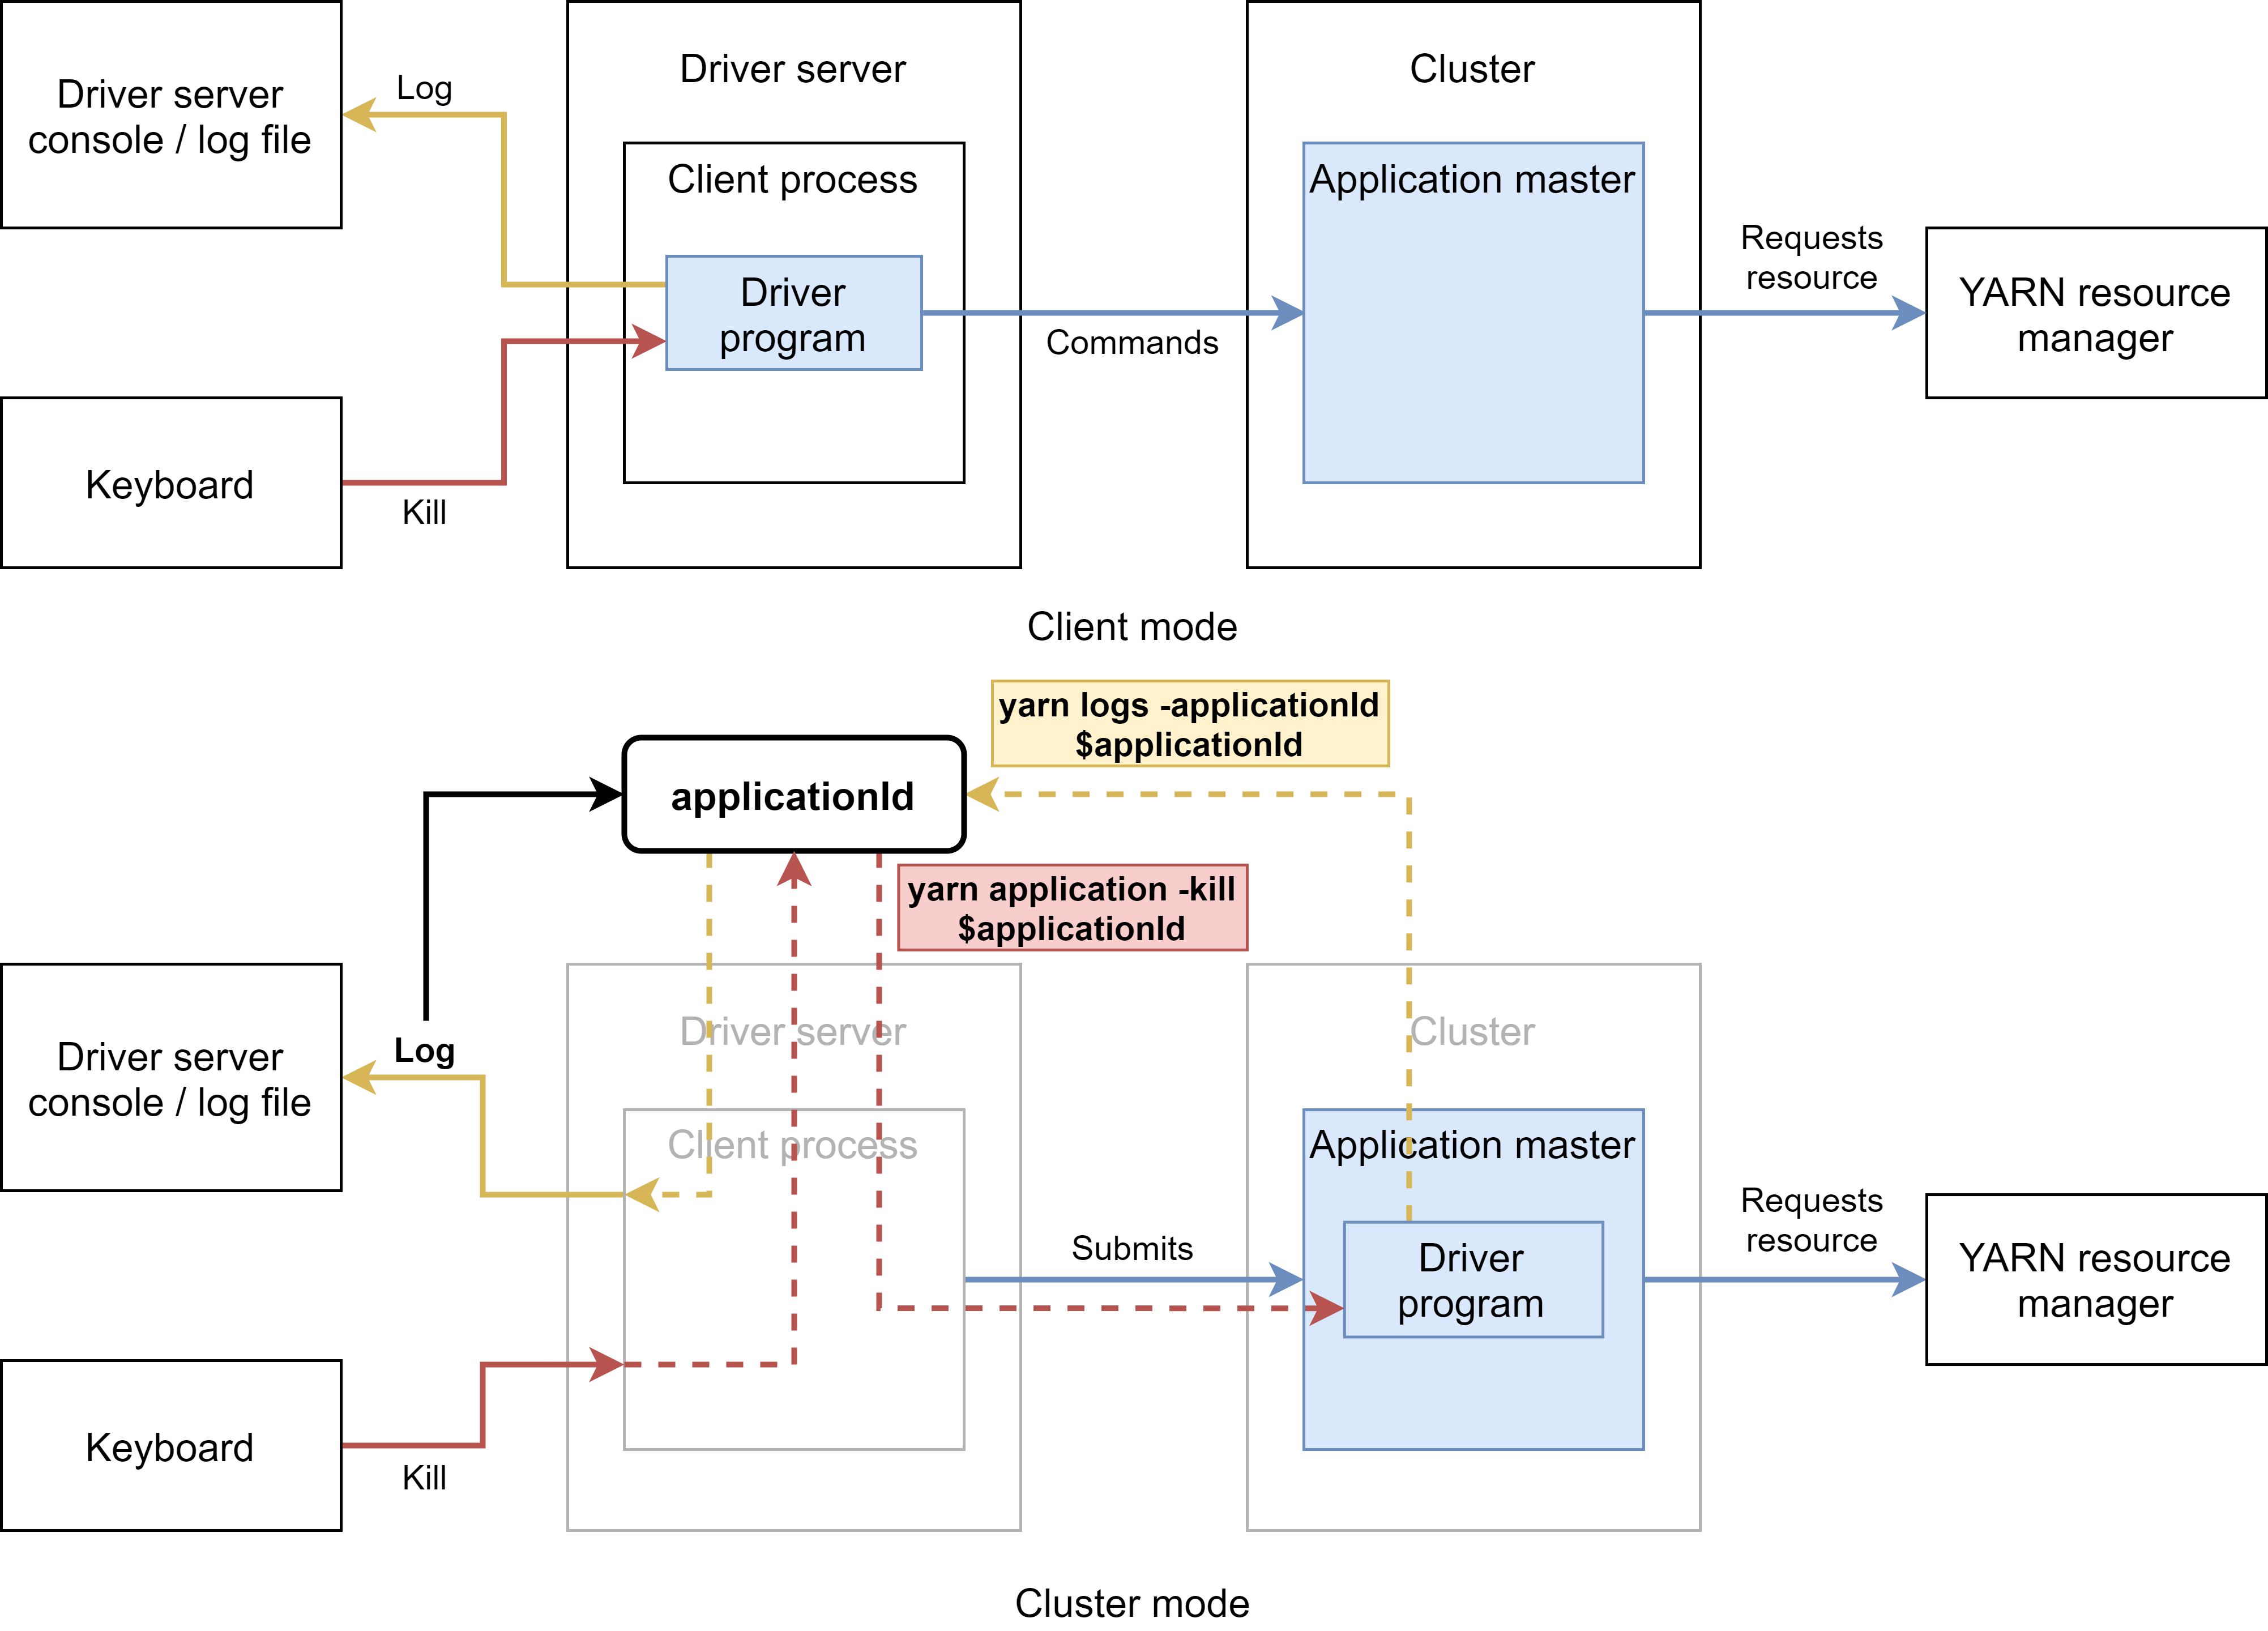 Driver server
console / log file
Log
Driver server
Client process
Driver
program
Commands
Cluster
Application master
Requests
resource
YARN resource
manager
Keyboard
Kill
Client mode
yarn logs -applicationId
$applicationId
applicationId
yarn application -kill
$applicationId
Log
Driver server
console / log file
Driver server
Client process
Submits
Cluster
Application master
Driver
program
Requests
resource
YARN resource
manager
Keyboard
Kill
Cluster mode